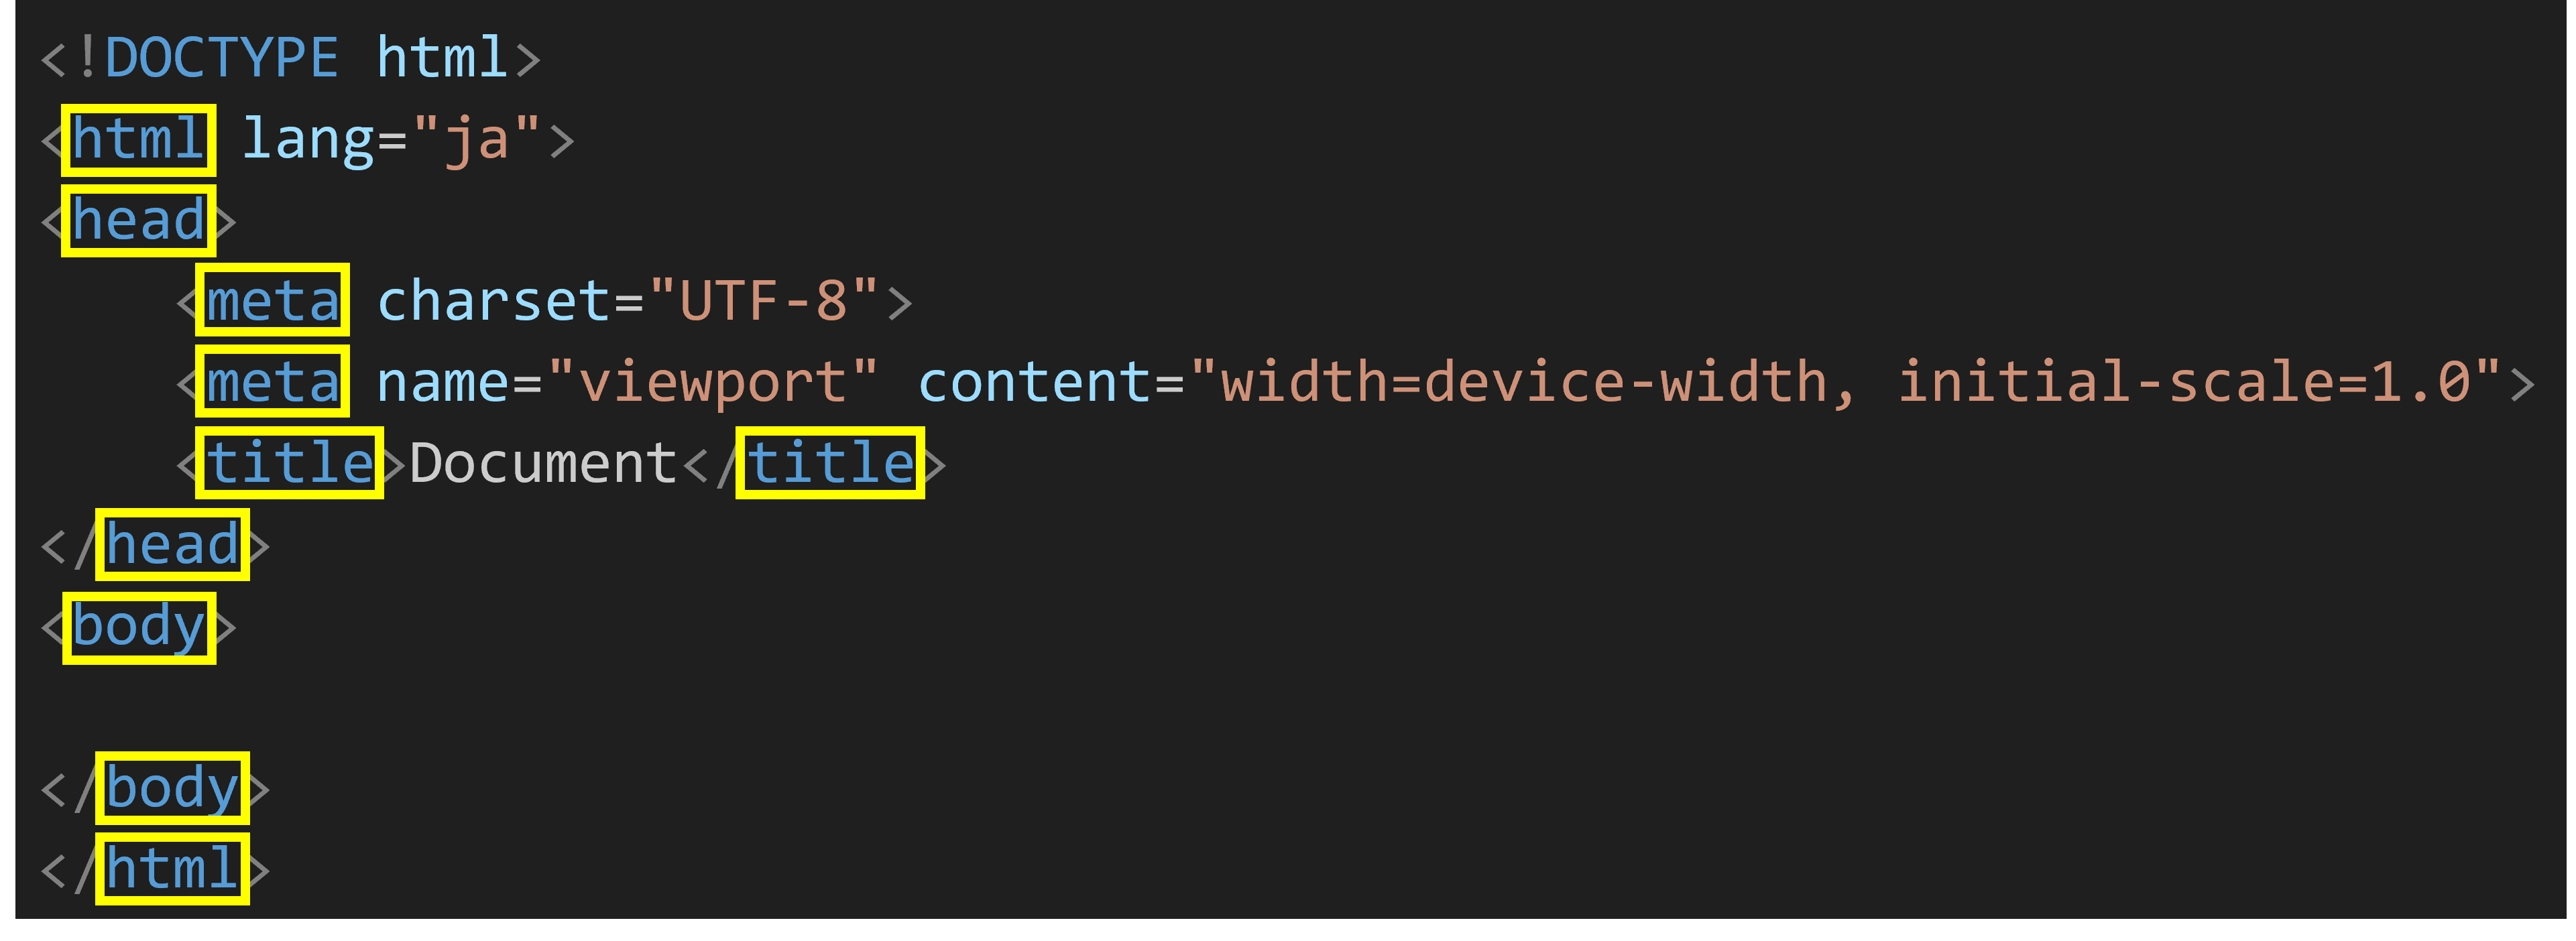 <!DOCTYPE html>
<html lang="ja">
<head>
    <meta charset="UTF-8">
    <meta name="viewport" content="width=device-width, initial-scale=1.0">
    <title>Document</title>
</head>
<body>

</body>
</html>